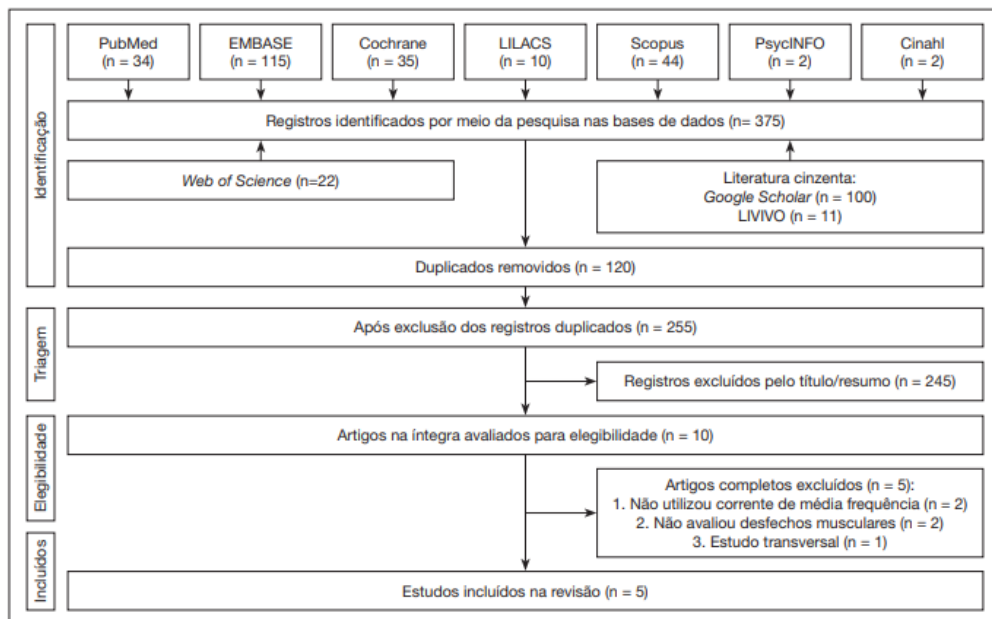 PubMed
(n = 34)
EMBASE
(n = 115)
Cochrane
(n = 35)
LILACS
(n = 10)
Scopus
(n = 44)
PsycINFO
(n = 2)
Cinahl
(n = 2)
Identificação
Registros identificados por meio da pesquisa nas bases de dados (n= 375)
Web of Science (n=22)
Literatura cinzenta:
Google Scholar (n = 100)
LIVIVO (n = 11)
Duplicados removidos (n = 120)
Triagem
Após exclusão dos registros duplicados (n = 255)
Registros excluídos pelo título/resumo (n = 245)
Elegibilidade
Artigos na íntegra avaliados para elegibilidade (n = 10)
Artigos completos excluídos (n = 5):
1. Não utilizou corrente de média frequência (n = 2)
2. Não avaliou desfechos musculares (n = 2)
3. Estudo transversal (n = 1)
Incluídos
Estudos incluídos na revisão (n = 5)